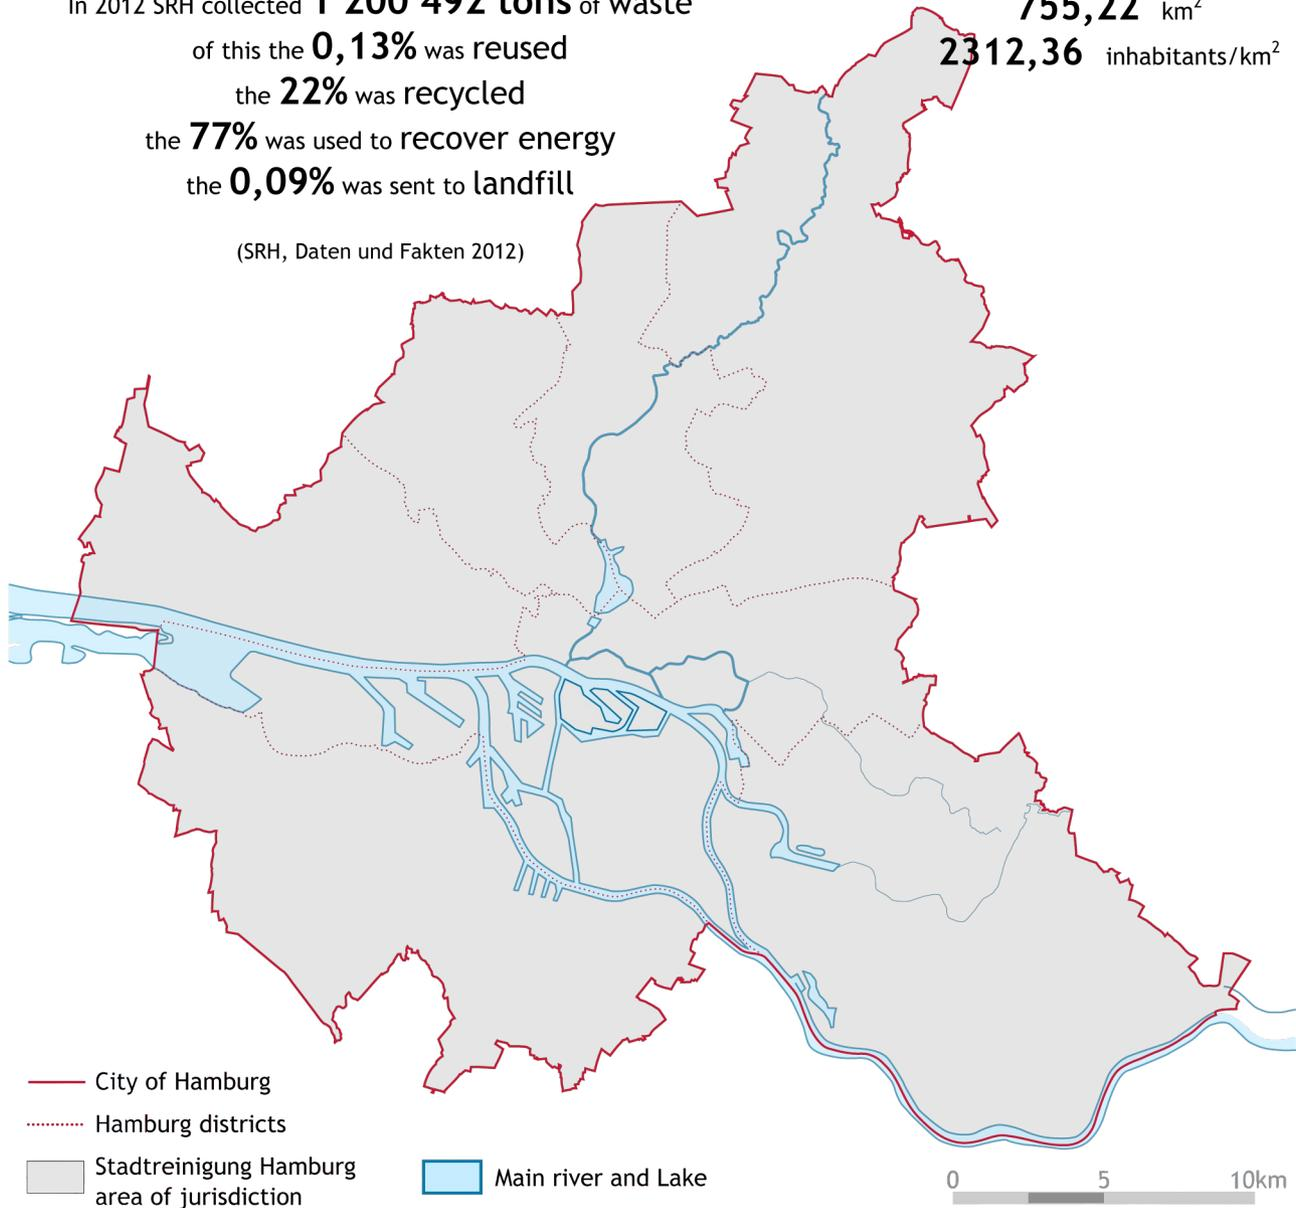 In 2012 SRH collected 1 200 492 tons of waste
of this the 0,13% was reused
the 22% was recycled
the 77% was used to recover energy
the 0,09% was sent to landfill
(SRH, Daten und Fakten 2012)
755,22 km²
2312,36 inhabitants/km²
City of Hamburg
Hamburg districts
Stadtreinigung Hamburg
area of jurisdiction
Main river and Lake
0 5 10km